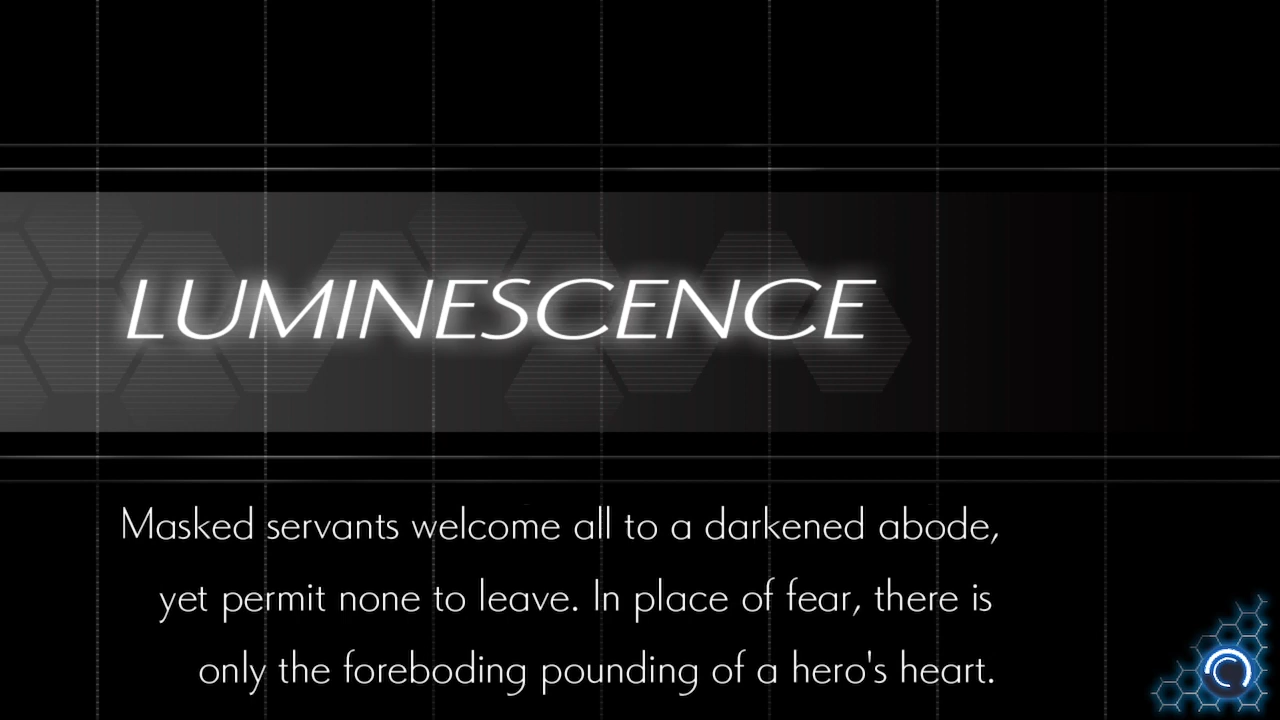 LUMINESCENCE
Masked servants welcome all to a darkened abode,
yet permit none to leave. In place of fear, there is
only the foreboding pounding of a hero's heart.